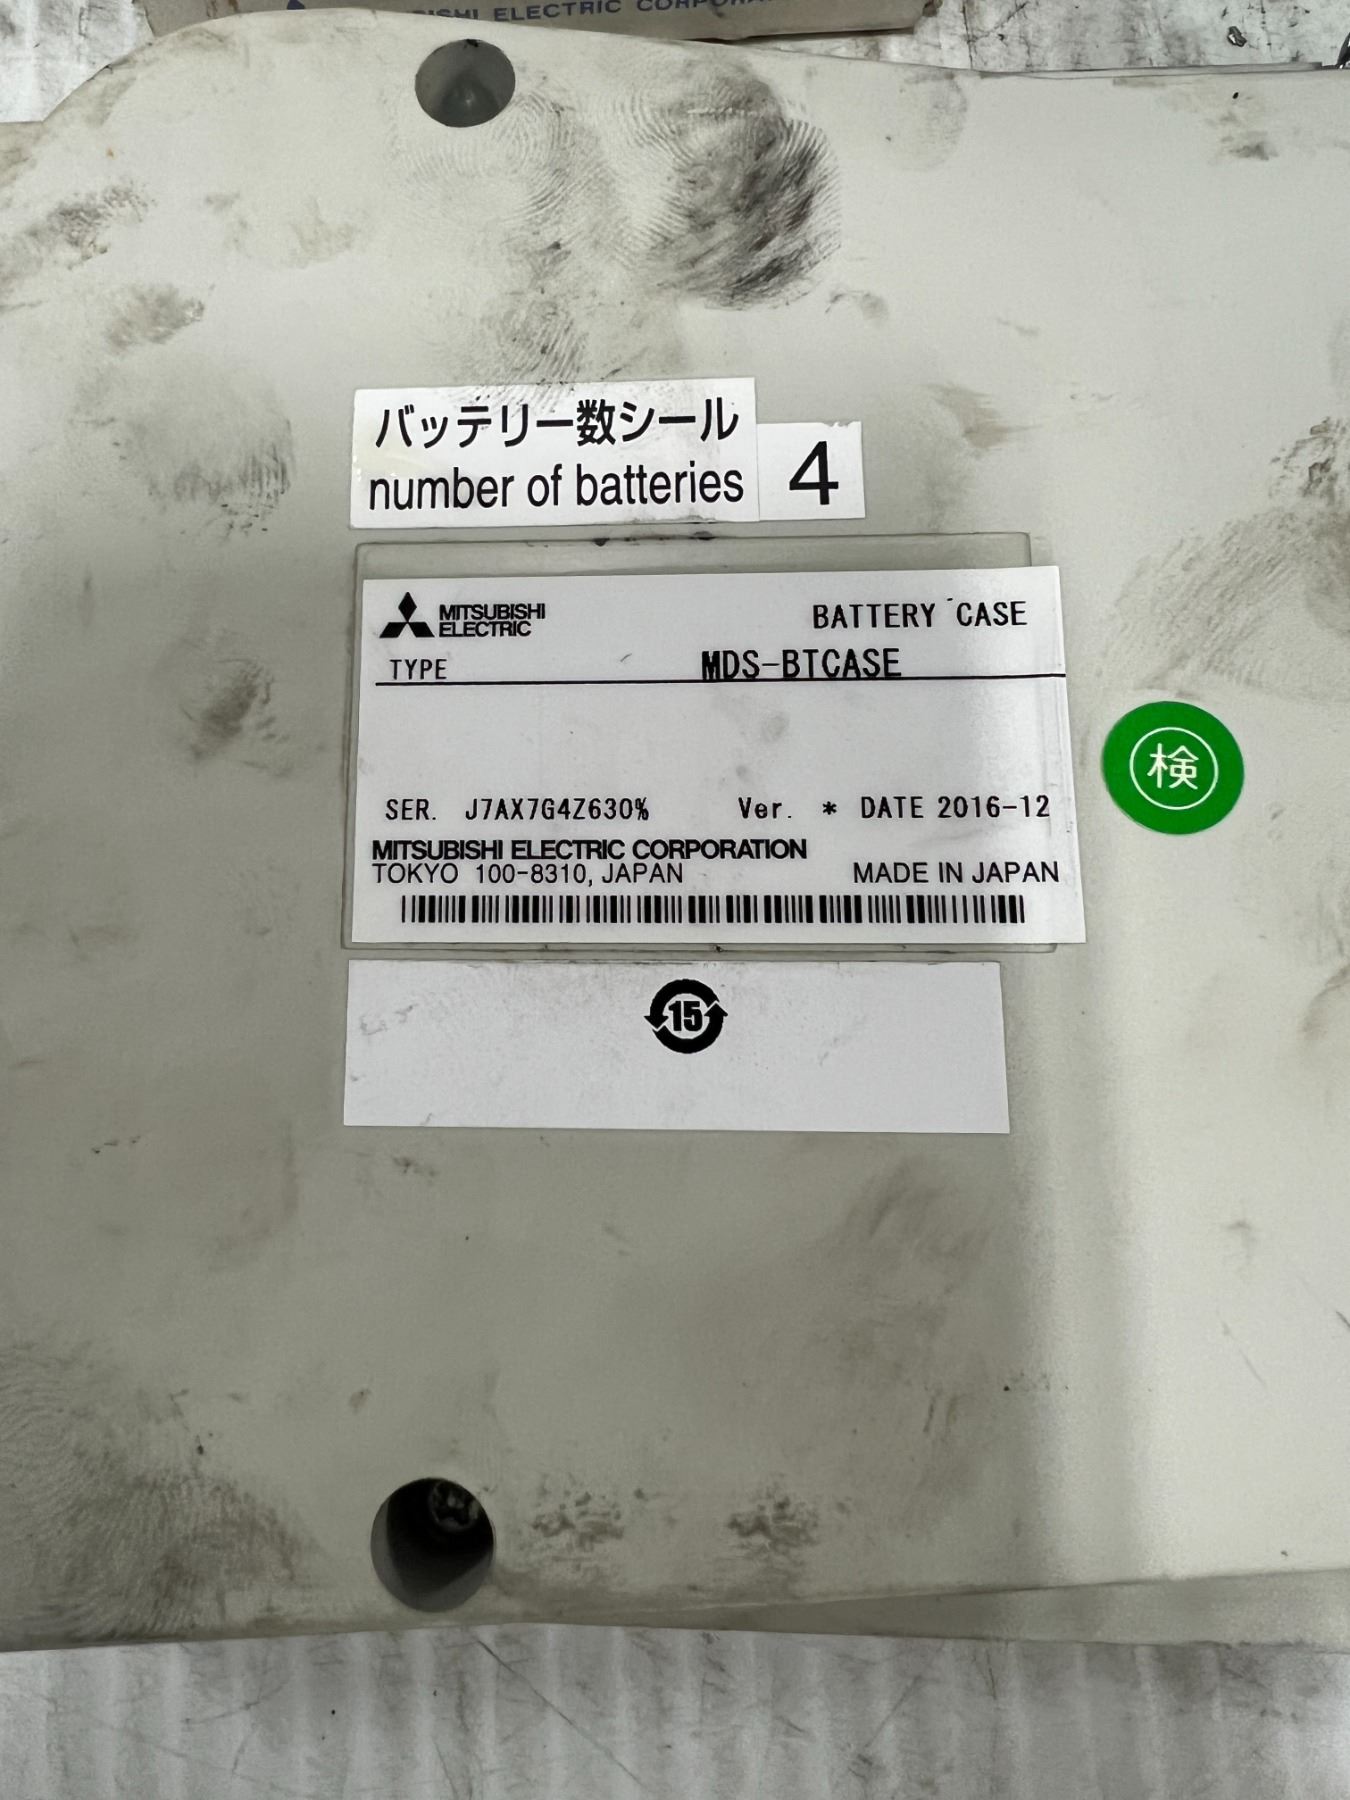 ELECTRIC CORPORA
バッテリー数シール
number of batteries 4
MITSUBISHI
ELECTRIC
BATTERY CASE
TYPE MDS-BTCASE
検
SER. J7AX7G4Z630% Ver. * DATE 2016-12
MITSUBISHI ELECTRIC CORPORATION
TOKYO 100-8310, JAPAN MADE IN JAPAN
15